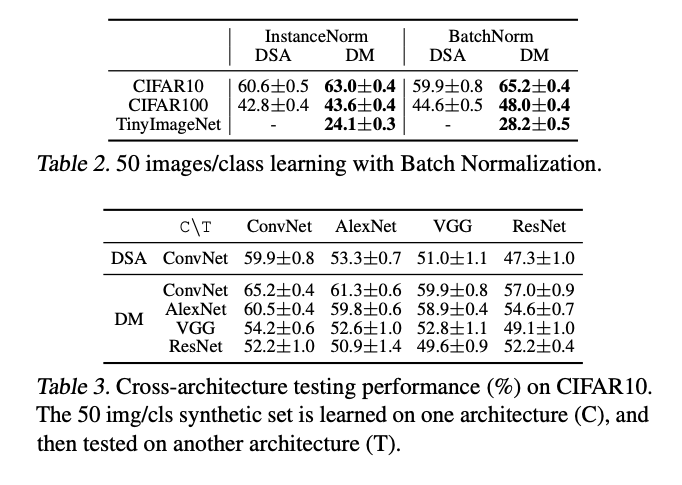 InstanceNorm BatchNorm
DSA DM DSA DM
CIFAR10 60.6±0.5 63.0±0.4 59.9±0.8 65.2±0.4
CIFAR100 42.8±0.4 43.6±0.4 44.6±0.5 48.0±0.4
TinyImageNet - 24.1±0.3 - 28.2±0.5
Table 2. 50 images/class learning with Batch Normalization.
C\T ConvNet AlexNet VGG ResNet
DSA ConvNet 59.9±0.8 53.3±0.7 51.0±1.1 47.3±1.0
ConvNet 65.2±0.4 61.3±0.6 59.9±0.8 57.0±0.9
DM AlexNet 60.5±0.4 59.8±0.6 58.9±0.4 54.6±0.7
VGG 54.2±0.6 52.6±1.0 52.8±1.1 49.1±1.0
ResNet 52.2±1.0 50.9±1.4 49.6±0.9 52.2±0.4
Table 3. Cross-architecture testing performance (%) on CIFAR10.
The 50 img/cls synthetic set is learned on one architecture (C), and
then tested on another architecture (T).